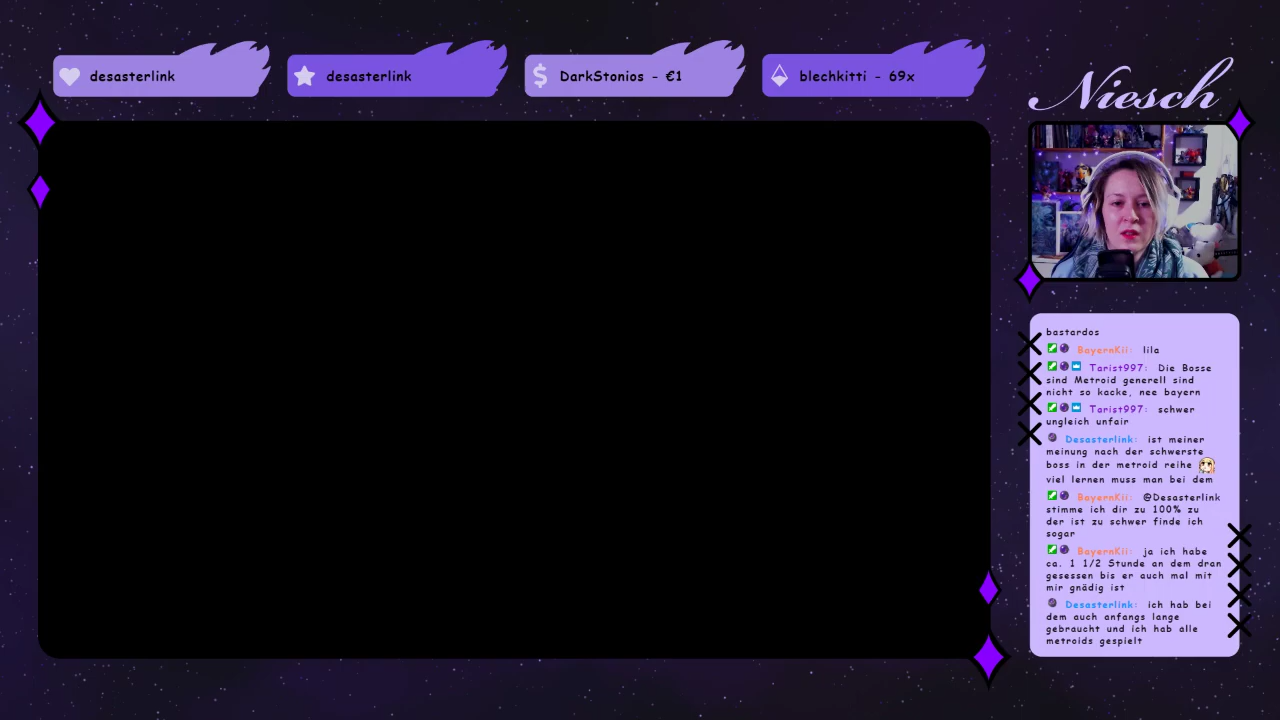 desasterlink
desasterlink
DarkStonios - €1
blechkitti - 69x
Niesch
bastardos
BayernKii: lila
Tarist997: Die Bosse
sind Metroid generell sind
nicht so kacke, nee bayern
Tarist997: schwer
ungleich unfair
Desasterlink: ist meiner
meinung nach der schwerste
boss in der metroid reihe
viel lernen muss man bei dem
BayernKii: @Desasterlink
stimme ich dir zu 100% zu
der ist zu schwer finde ich
sogar
BayernKii: ja ich habe
ca. 1 1/2 Stunde an dem dran
gesessen bis er auch mal mit
mir gnädig ist
Desasterlink: ich hab bei
dem auch anfangs lange
gebraucht und ich hab alle
metroids gespielt